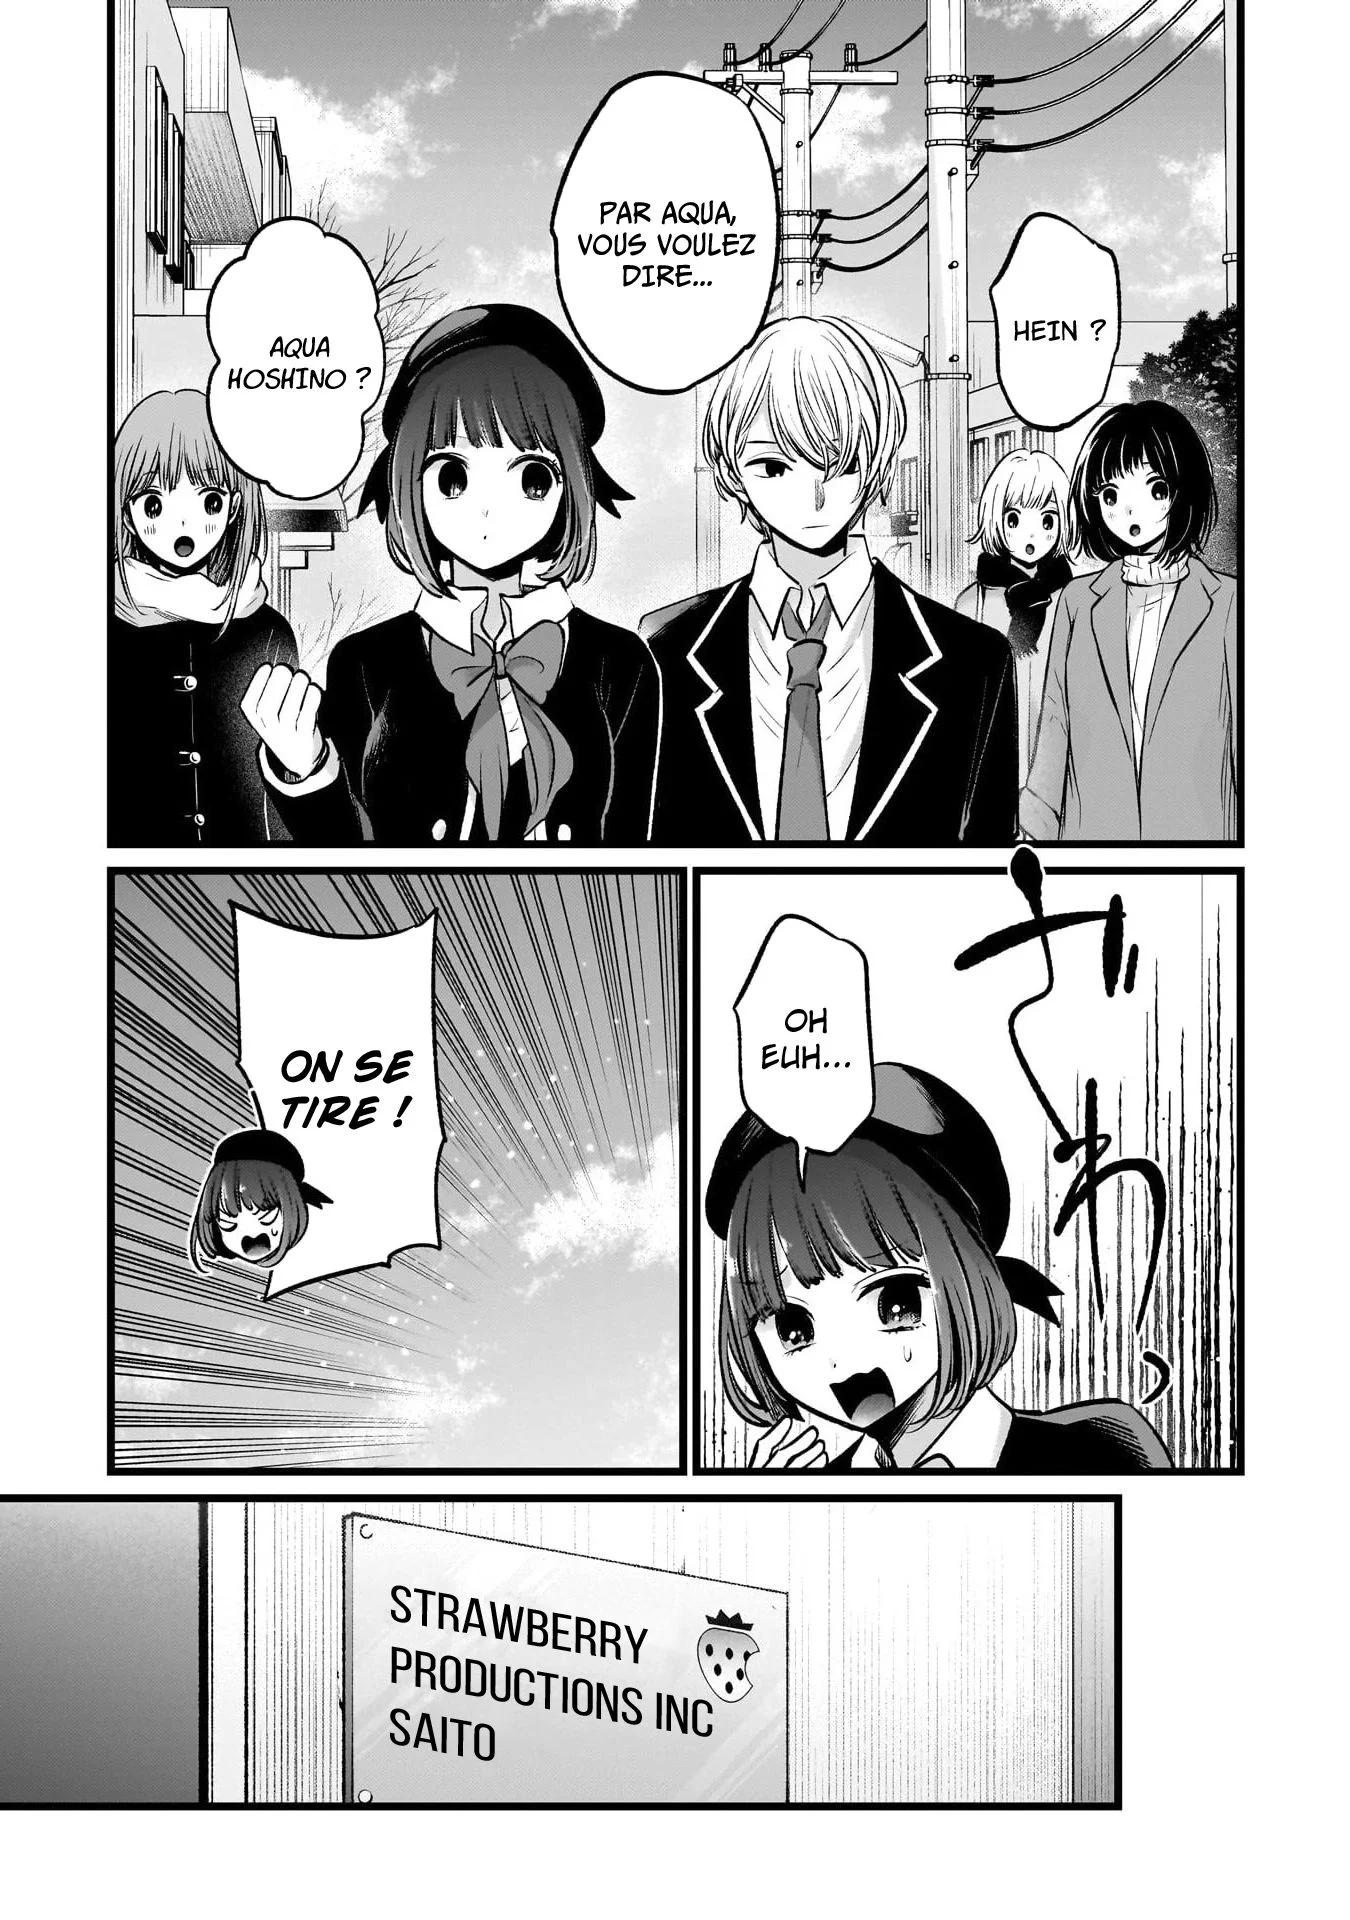 HEIN ?
PAR AQUA,
VOUS VOULEZ
DIRE...
AQUA
HOSHINO ?
OH
EUH...
ざわ
ON SE
TIRE !
STRAWBERRY
PRODUCTIONS INC
SAITO